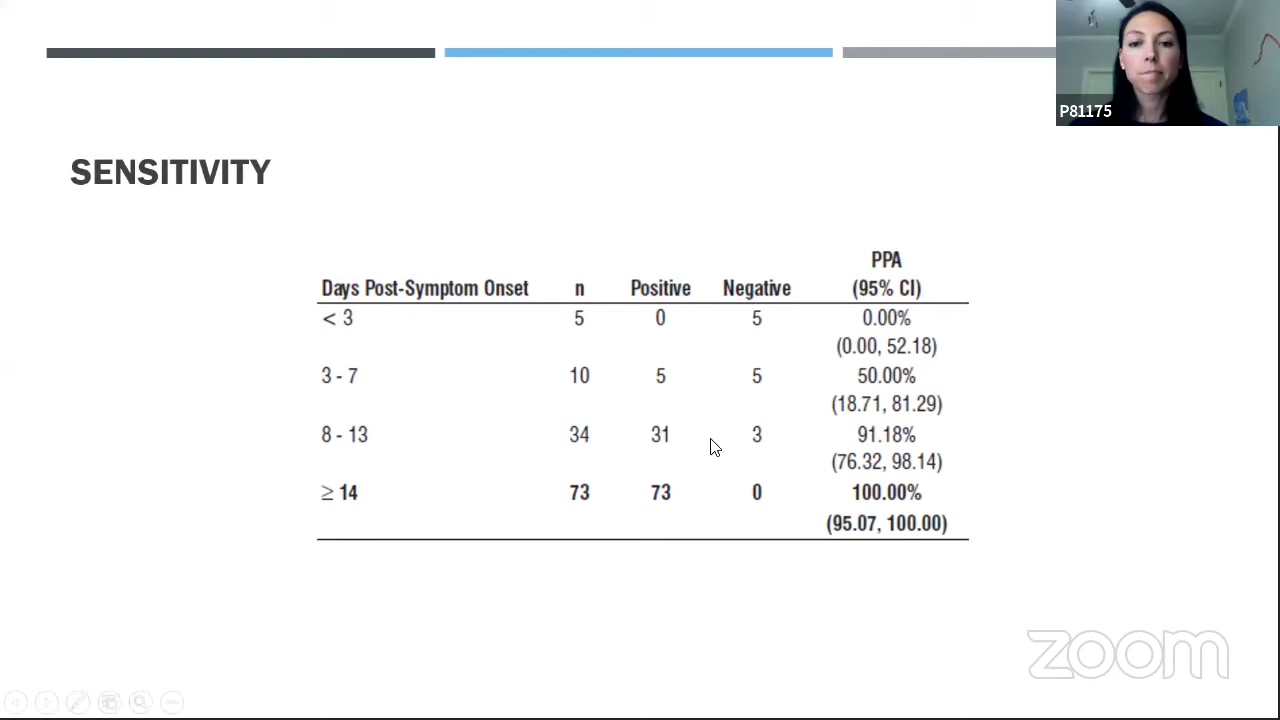 P81175
SENSITIVITY
PPA
Days Post-Symptom Onset n Positive Negative (95% CI)
< 3 5 0 5 0.00%
(0.00, 52.18)
3 - 7 10 5 5 50.00%
(18.71, 81.29)
8 - 13 34 31 3 91.18%
(76.32, 98.14)
≥ 14 73 73 0 100.00%
(95.07, 100.00)
zoom